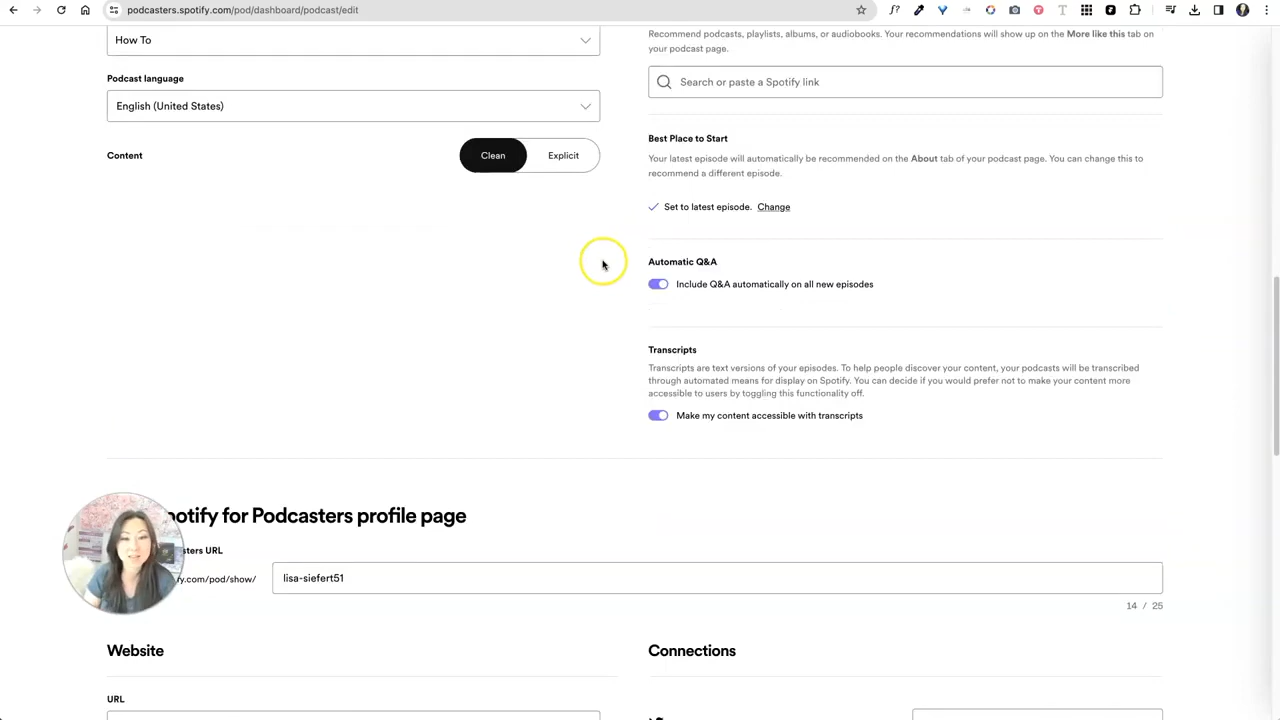 podcasters.spotify.com/pod/dashboard/podcast/edit
How To
Podcast language
English (United States)
Content
Clean
Explicit
Recommend podcasts, playlists, albums, or audiobooks. Your recommendations will show up on the More like this tab on
your podcast page.
Search or paste a Spotify link
Best Place to Start
Your latest episode will automatically be recommended on the About tab of your podcast page. You can change this to
recommend a different episode.
Set to latest episode. Change
Automatic Q&A
Include Q&A automatically on all new episodes
Transcripts
Transcripts are text versions of your episodes. To help people discover your content, your podcasts will be transcribed
through automated means for display on Spotify. You can decide if you would prefer not to make your content more
accessible to users by toggling this functionality off.
Make my content accessible with transcripts
potify for Podcasters profile page
sters URL
fy.com/pod/show/
lisa-siefert51
14 / 25
Website
URL
Connections